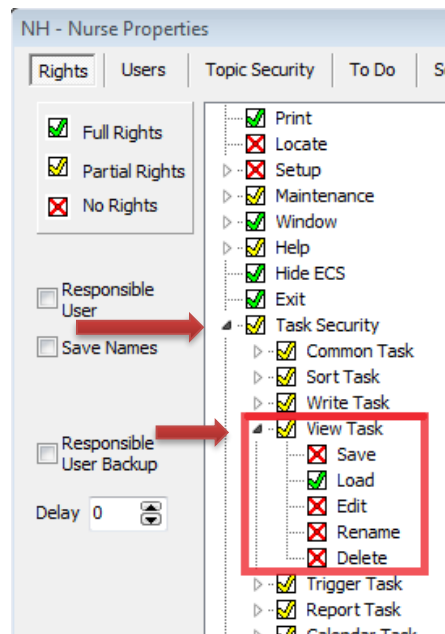 NH - Nurse Properties
Rights Users Topic Security To Do
Full Rights
Partial Rights
No Rights
Responsible
User
Save Names
Responsible
User Backup
Delay 0
Print
Locate
Setup
Maintenance
Window
Help
Hide ECS
Exit
Task Security
Common Task
Sort Task
Write Task
View Task
Save
Load
Edit
Rename
Delete
Trigger Task
Report Task
Calendar Task